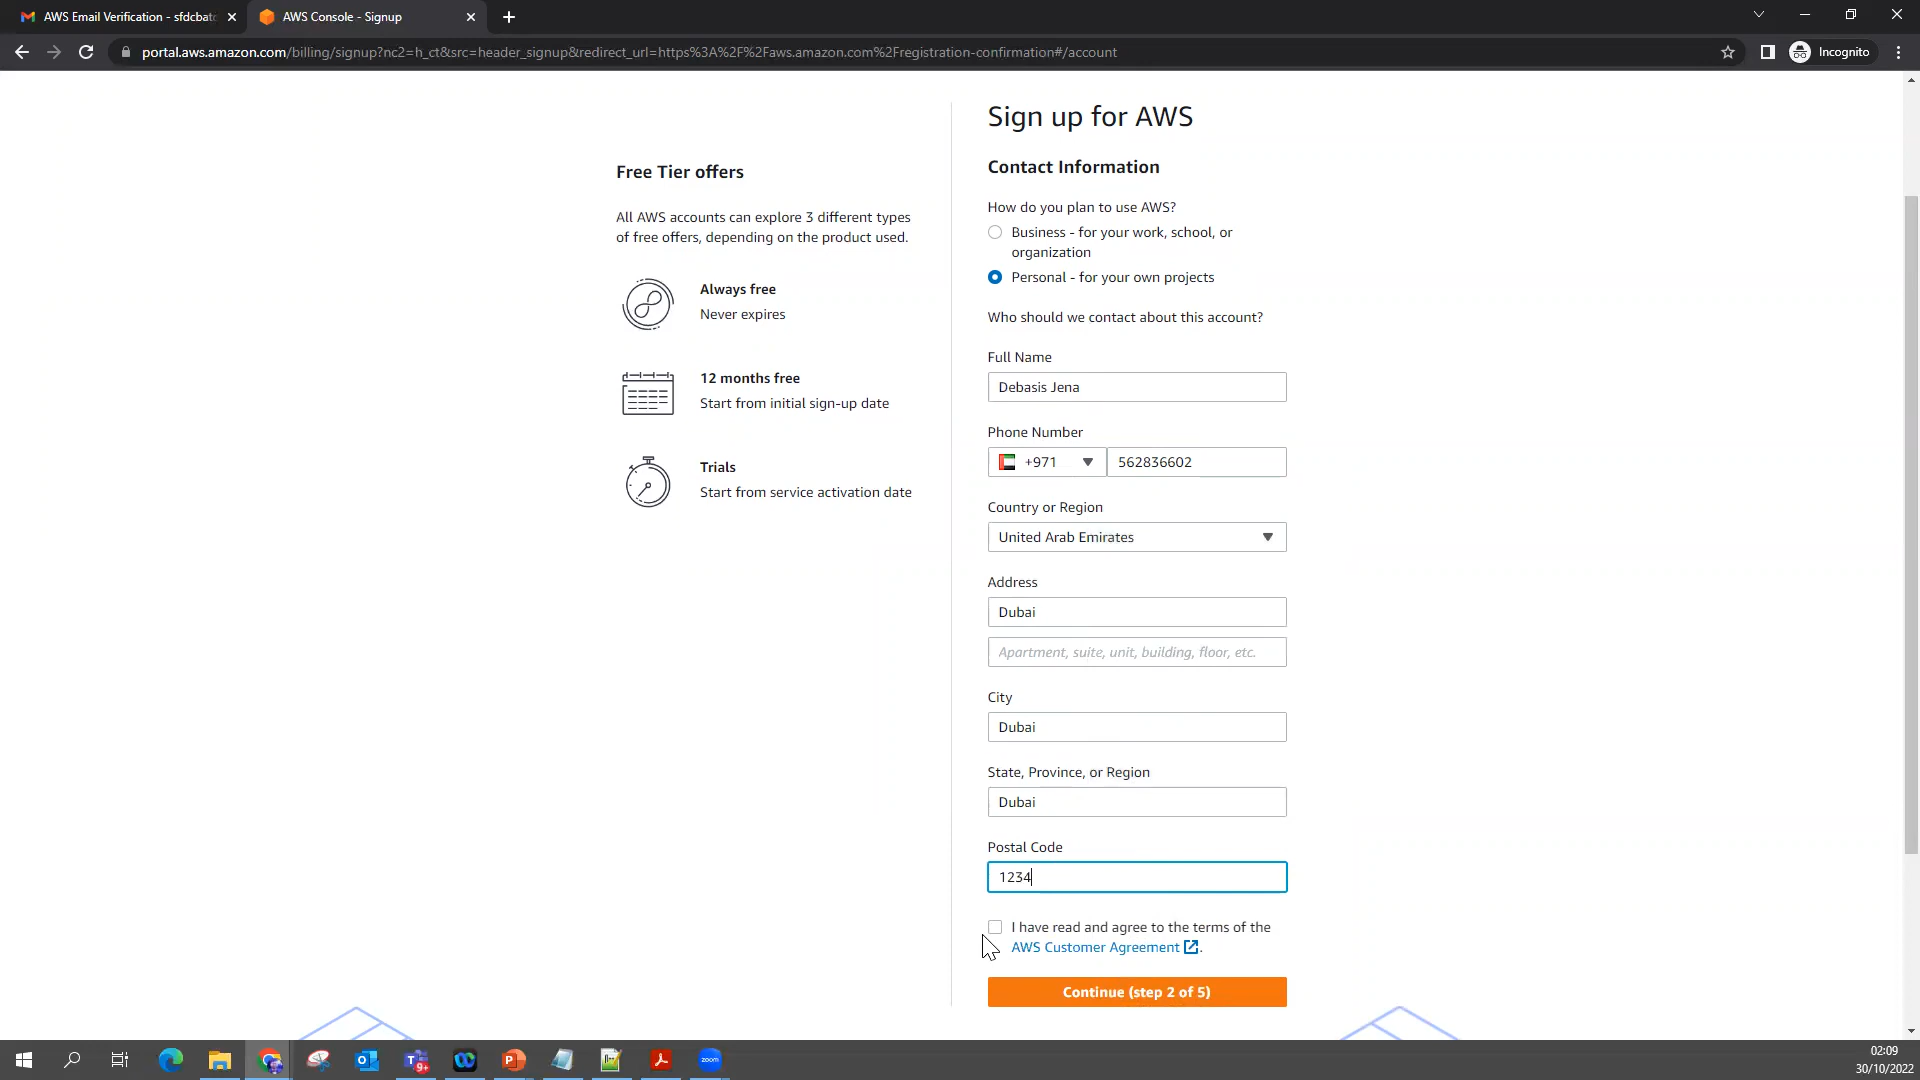 AWS Email Verification - sfdcbatc
AWS Console - Signup
portal.aws.amazon.com/billing/signup?nc2=h_ct&src=header_signup&redirect_url=https%3A%2F%2Faws.amazon.com%2Fregistration-confirmation#/account
Incognito
Free Tier offers
All AWS accounts can explore 3 different types
of free offers, depending on the product used.
Always free
Never expires
12 months free
Start from initial sign-up date
Trials
Start from service activation date
Sign up for AWS
Contact Information
How do you plan to use AWS?
Business - for your work, school, or
organization
Personal - for your own projects
Who should we contact about this account?
Full Name
Debasis Jena
Phone Number
+971 562836602
Country or Region
United Arab Emirates
Address
Dubai
Apartment, suite, unit, building, floor, etc.
City
Dubai
State, Province, or Region
Dubai
Postal Code
1234
I have read and agree to the terms of the
AWS Customer Agreement .
Continue (step 2 of 5)
9+
zoom
02:09
30/10/2022